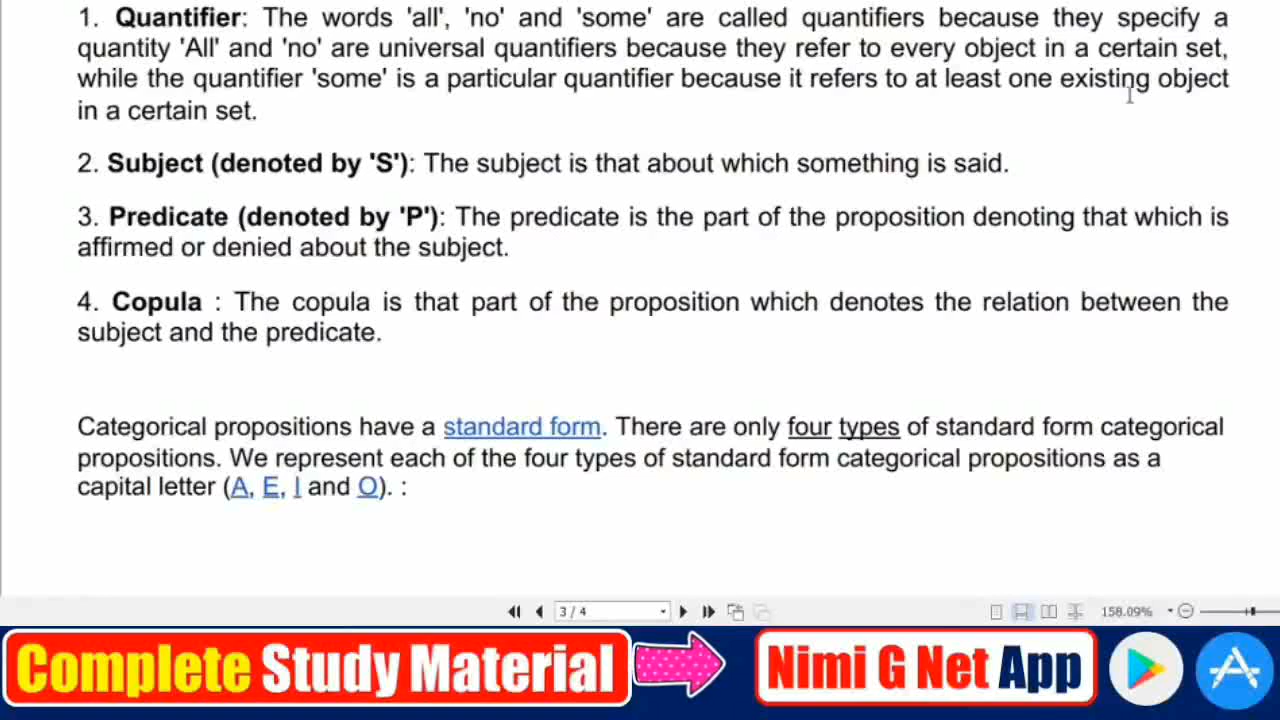 1. Quantifier: The words 'all', 'no' and 'some' are called quantifiers because they specify a
quantity 'All' and 'no' are universal quantifiers because they refer to every object in a certain set,
while the quantifier 'some' is a particular quantifier because it refers to at least one existing object
in a certain set.
2. Subject (denoted by 'S'): The subject is that about which something is said.
3. Predicate (denoted by 'P'): The predicate is the part of the proposition denoting that which is
affirmed or denied about the subject.
4. Copula : The copula is that part of the proposition which denotes the relation between the
subject and the predicate.
Categorical propositions have a standard form. There are only four types of standard form categorical
propositions. We represent each of the four types of standard form categorical propositions as a
capital letter (A, E, I and O). :
3 / 4
158.09%
Complete Study Material
Nimi G Net App